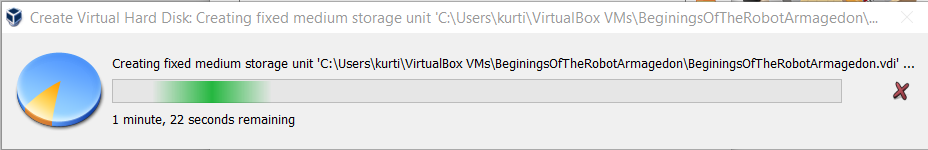 Create Virtual Hard Disk: Creating fixed medium storage unit 'C:\Users\kurti\VirtualBox VMs\BeginingsOfTheRobotArmagedon\...
Creating fixed medium storage unit 'C:\Users\kurti\VirtualBox VMs\BeginingsOfTheRobotArmagedon\BeginingsOfTheRobotArmagedon.vdi' ...
1 minute, 22 seconds remaining